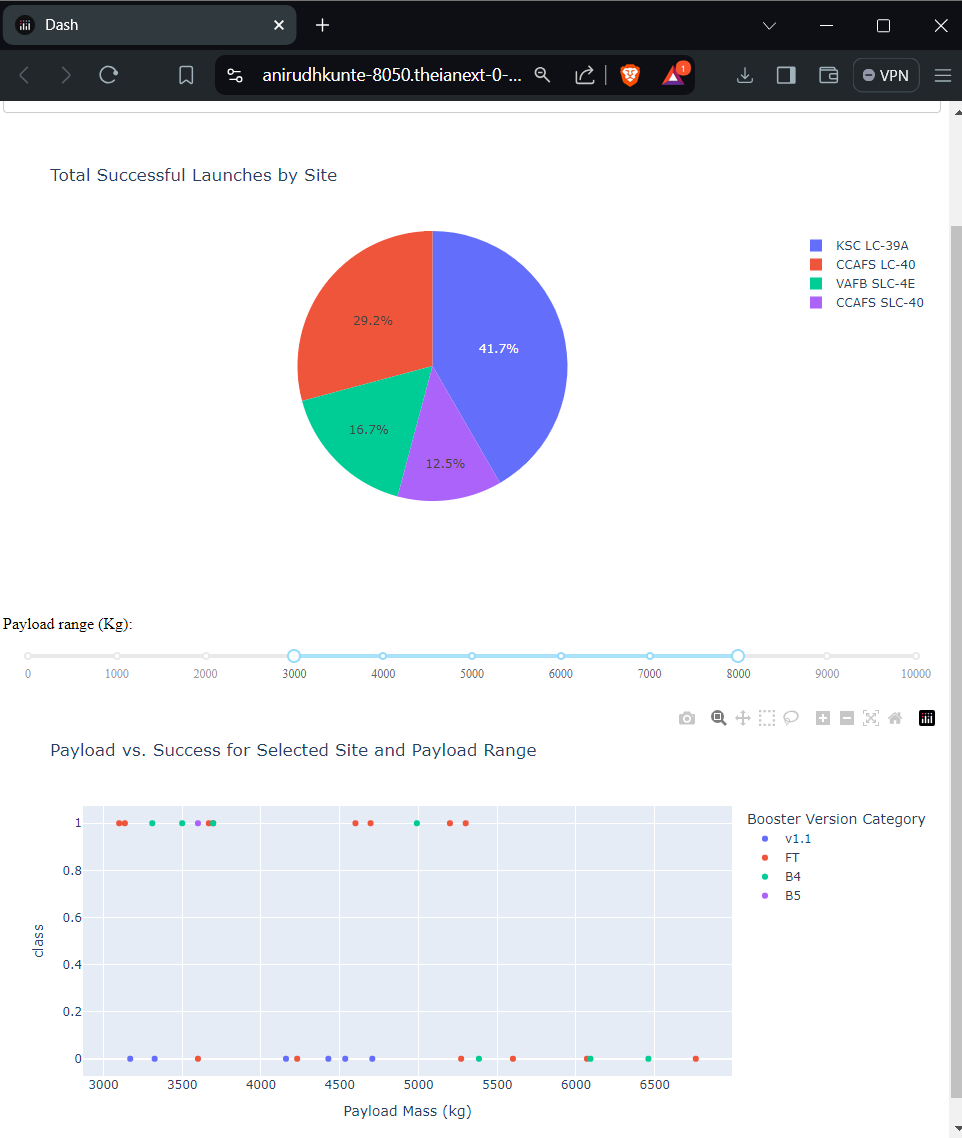 Dash
anirudhkunte-8050.theianext-0-...
1
VPN
Total Successful Launches by Site
KSC LC-39A
CCAFS LC-40
VAFB SLC-4E
CCAFS SLC-40
29.2%
41.7%
16.7%
12.5%
Payload range (Kg):
0 1000 2000 3000 4000 5000 6000 7000 8000 9000 10000
Payload vs. Success for Selected Site and Payload Range
Booster Version Category
v1.1
FT
B4
B5
1
0.8
0.6
0.4
0.2
0
class
3000 3500 4000 4500 5000 5500 6000 6500
Payload Mass (kg)